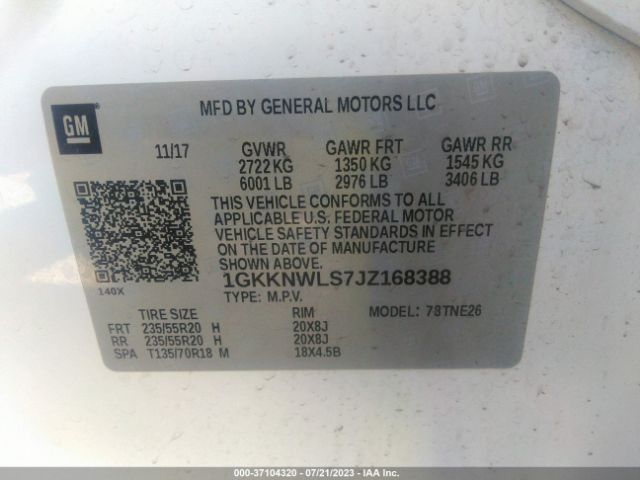 GM
MFD BY GENERAL MOTORS LLC
11/17 GVWR GAWR FRT GAWR RR
2722 KG 1350 KG 1545 KG
6001 LB 2976 LB 3406 LB
THIS VEHICLE CONFORMS TO ALL
APPLICABLE U.S. FEDERAL MOTOR
VEHICLE SAFETY STANDARDS IN EFFECT
ON THE DATE OF MANUFACTURE
SHOWN ABOVE.
140X
1GKKNWLS7JZ168388
TYPE: M.P.V. MODEL: 78TNE26
TIRE SIZE RIM
FRT 235/55R20 H 20X8J
RR 235/55R20 H 20X8J
SPA T135/70R18 M 18X4.5B
000-37104320 - 07/21/2023 - IAA Inc.